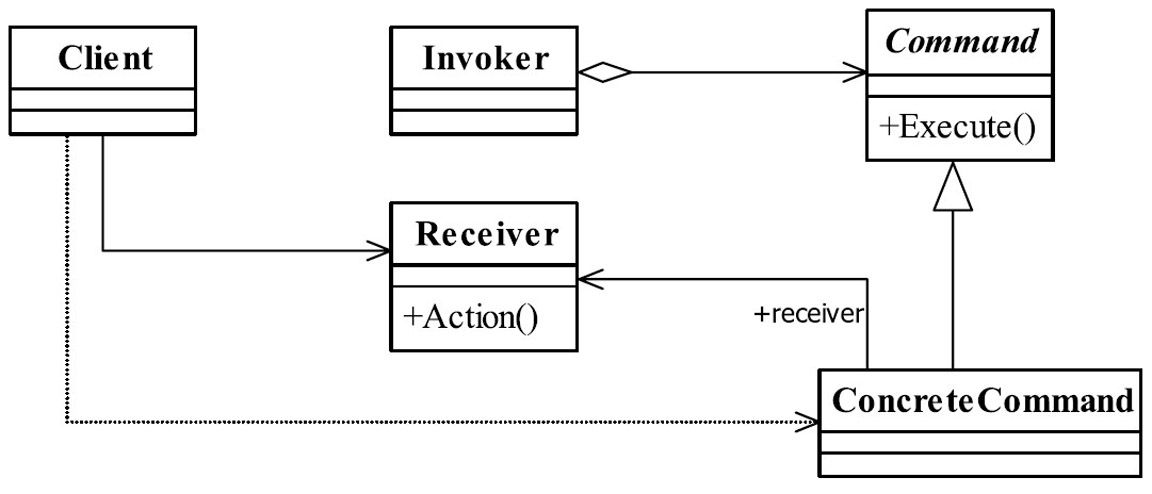 Client
Invoker
Command
+Execute()
Receiver
+Action()
+receiver
ConcreteCommand